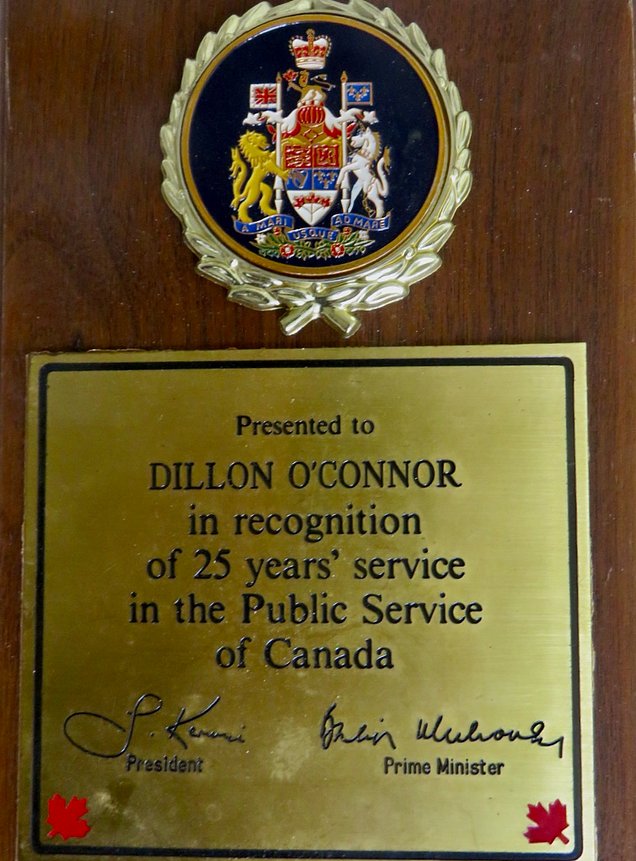 A MARI USQUE AD MARE
Presented to
DILLON O'CONNOR
in recognition
of 25 years' service
in the Public Service
of Canada
President
Prime Minister